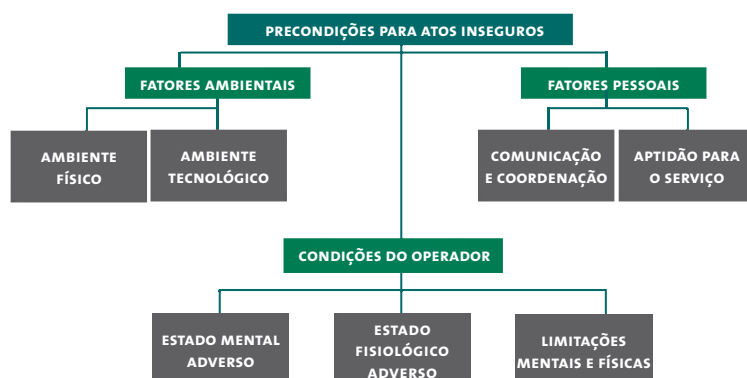 PRECONDIÇÕES PARA ATOS INSEGUROS
FATORES AMBIENTAIS
FATORES PESSOAIS
AMBIENTE
FÍSICO
AMBIENTE
TECNOLÓGICO
COMUNICAÇÃO
E COORDENAÇÃO
APTIDÃO PARA
O SERVIÇO
CONDIÇÕES DO OPERADOR
ESTADO MENTAL
ADVERSO
ESTADO
FISIOLÓGICO
ADVERSO
LIMITAÇÕES
MENTAIS E FÍSICAS